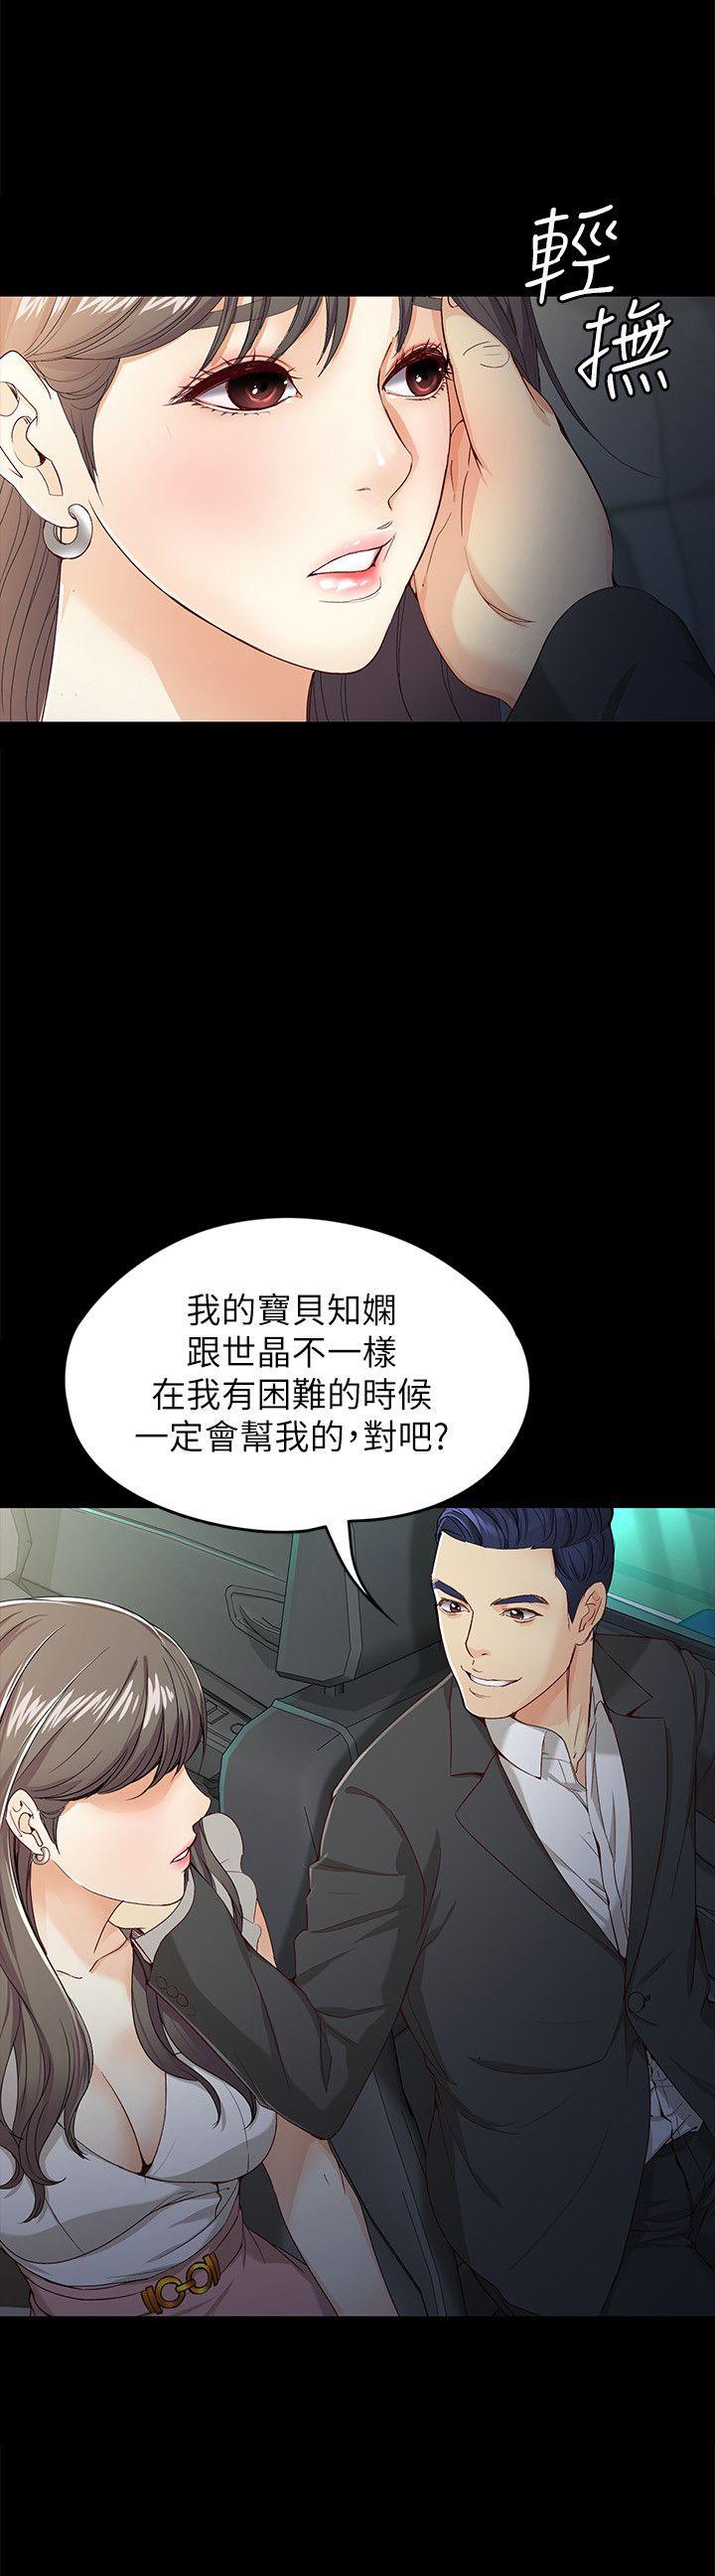 輕撫
我的寶貝知嫻
跟世晶不一樣
在我有困難的時候
一定會幫我的,對吧?